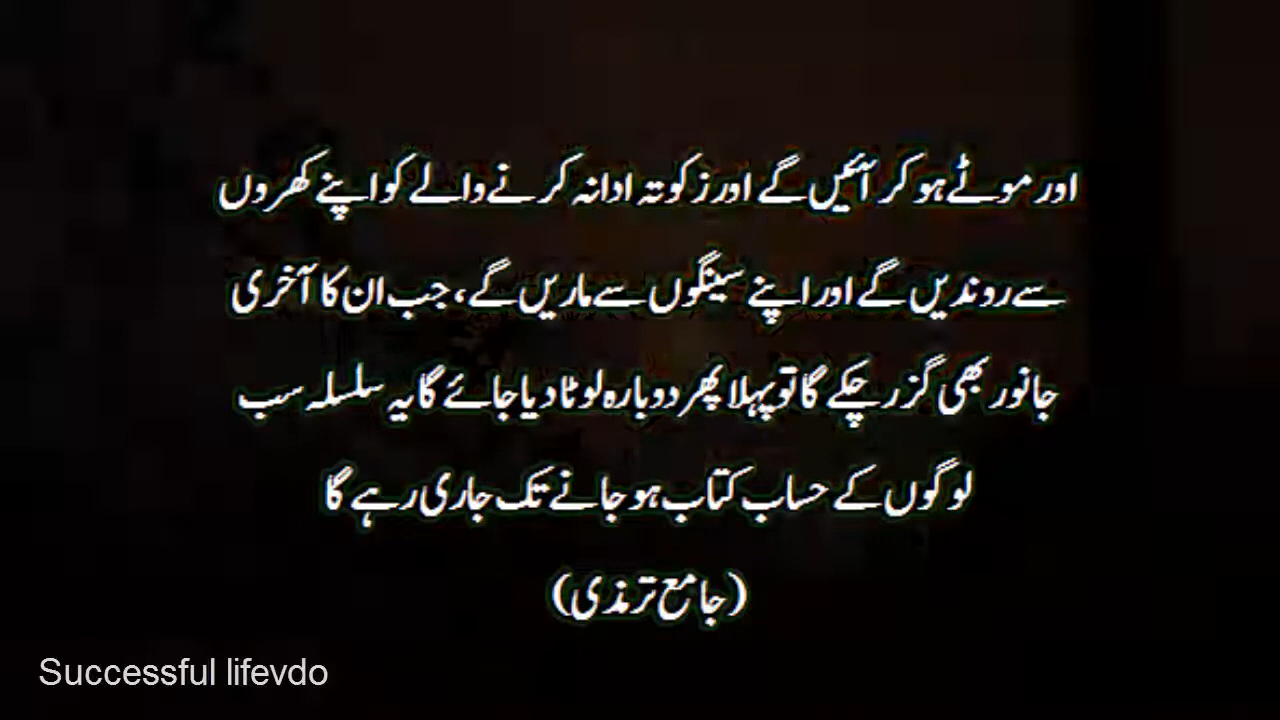 اور موٹے ہو کر آئیں گے اور زکوتہ ادا نہ کرنے والے کو اپنے کھروں
سے روندیں گے اور اپنے سینگوں سے ماریں گے، جب ان کا آخری
جانور بھی گزر چکے گا تو پہلا پھر دوبارہ لوٹا دیا جائے گا یہ سلسلہ سب
لوگوں کے حساب کتاب ہو جانے تک جاری رہے گا
(جامع ترمذی)
Successful lifevdo